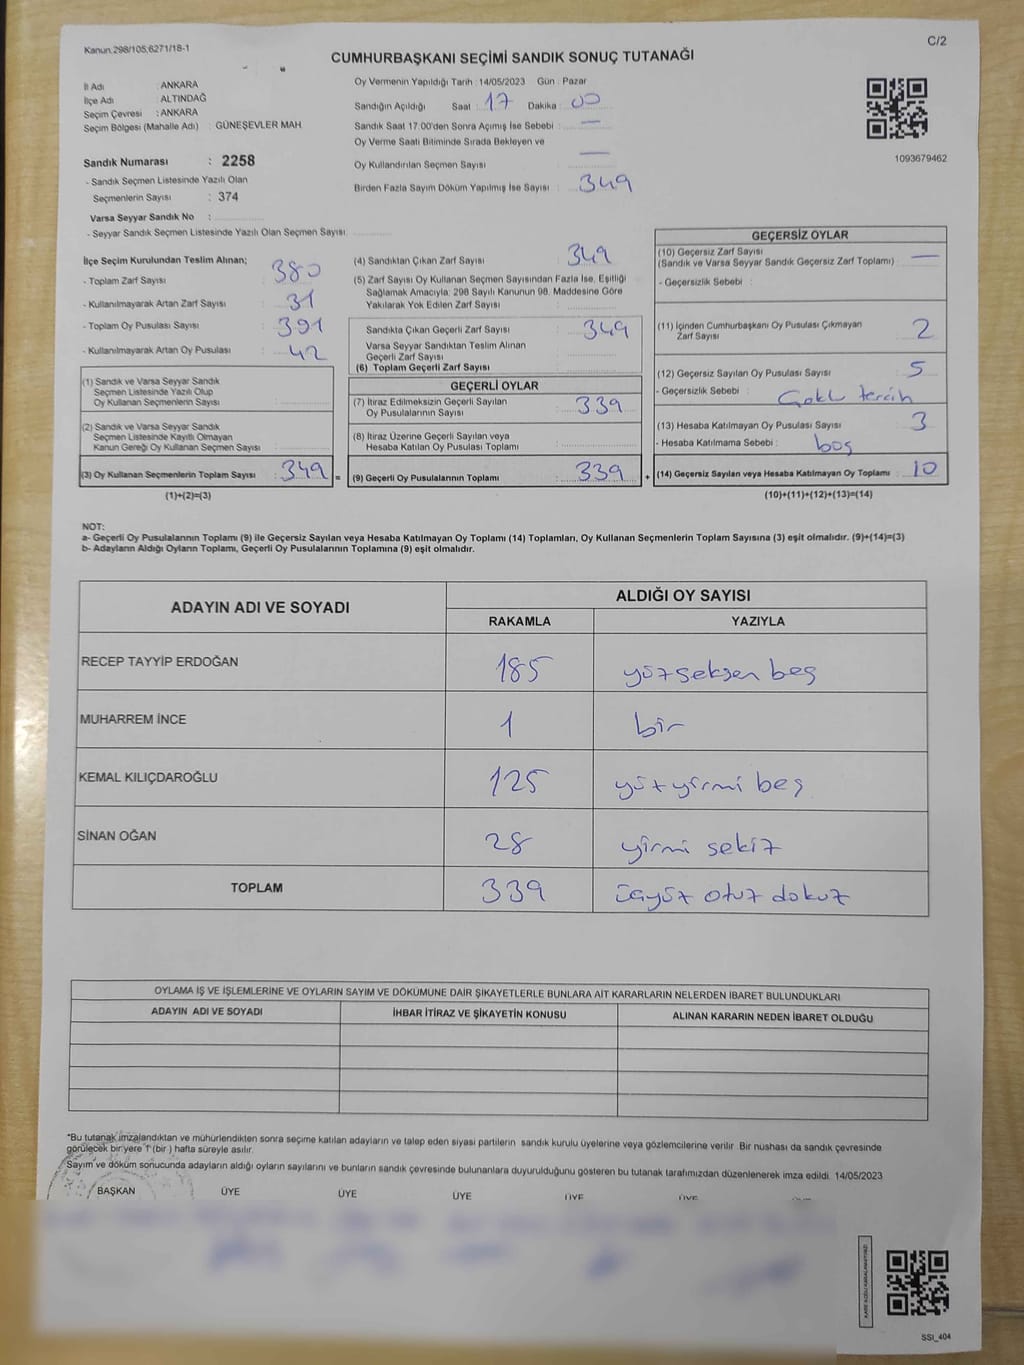 Kanun:298/105,6271/18-1
C/2
CUMHURBAŞKANI SEÇİMİ SANDIK SONUÇ TUTANAĞI
İl Adı : ANKARA
İlçe Adı : ALTINDAĞ
Seçim Çevresi : ANKARA
Seçim Bölgesi (Mahalle Adı) : GÜNEŞEVLER MAH
Sandık Numarası : 2258
- Sandık Seçmen Listesinde Yazılı Olan
Seçmenlerin Sayısı : 374
Varsa Seyyar Sandık No :
- Seyyar Sandık Seçmen Listesinde Yazılı Olan Seçmen Sayısı:
Oy Vermenin Yapıldığı Tarih : 14/05/2023 Gün : Pazar
Sandığın Açıldığı Saat : 17 Dakika : 00
Sandık Saat 17.00'den Sonra Açımış İse Sebebi : —
Oy Verme Saati Bitiminde Sırada Bekleyen ve
Oy Kullandırılan Seçmen Sayısı —
Birden Fazla Sayım Döküm Yapılmış İse Sayısı : 349
1093679462
İlçe Seçim Kurulundan Teslim Alınan;
- Toplam Zarf Sayısı : 380
- Kullanılmayarak Artan Zarf Sayısı : 31
- Toplam Oy Pusulası Sayısı : 391
- Kullanılmayarak Artan Oy Pusulası : 42
(1) Sandık ve Varsa Seyyar Sandık
Seçmen Listesinde Yazılı Olup
Oy Kullanan Seçmenlerin Sayısı :
(2) Sandık ve Varsa Seyyar Sandık
Seçmen Listesinde Kayıtlı Olmayan
Kanun Gereği Oy Kullanan Seçmen Sayısı :
(3) Oy Kullanan Seçmenlerin Toplam Sayısı : 349 =
(1)+(2)=(3)
(4) Sandıktan Çıkan Zarf Sayısı : 349
(5) Zarf Sayısı Oy Kullanan Seçmen Sayısından Fazla İse, Eşitliği
Sağlamak Amacıyla; 298 Sayılı Kanunun 98. Maddesine Göre
Yakılarak Yok Edilen Zarf Sayısı :
Sandıkta Çıkan Geçerli Zarf Sayısı : 349
Varsa Seyyar Sandıktan Teslim Alınan
Geçerli Zarf Sayısı :
(6) Toplam Geçerli Zarf Sayısı :
GEÇERLİ OYLAR
(7) İtiraz Edilmeksizin Geçerli Sayılan
Oy Pusulalarının Sayısı : 339
(8) İtiraz Üzerine Geçerli Sayılan veya
Hesaba Katılan Oy Pusulası Toplamı :
(9) Geçerli Oy Pusulalarının Toplamı : 339 +
GEÇERSİZ OYLAR
(10) Geçersiz Zarf Sayısı
(Sandık ve Varsa Seyyar Sandık Geçersiz Zarf Toplamı) : —
- Geçersizlik Sebebi :
(11) İçinden Cumhurbaşkanı Oy Pusulası Çıkmayan
Zarf Sayısı : 2
(12) Geçersiz Sayılan Oy Pusulası Sayısı : 5
- Geçersizlik Sebebi : Çoklu tercih
(13) Hesaba Katılmayan Oy Pusulası Sayısı : 3
- Hesaba Katılmama Sebebi : boş
(14) Geçersiz Sayılan veya Hesaba Katılmayan Oy Toplamı : 10
(10)+(11)+(12)+(13)=(14)
NOT:
a- Geçerli Oy Pusulalarının Toplamı (9) ile Geçersiz Sayılan veya Hesaba Katılmayan Oy Toplamı (14) Toplamları, Oy Kullanan Seçmenlerin Toplam Sayısına (3) eşit olmalıdır. (9)+(14)=(3)
b- Adayların Aldığı Oyların Toplamı, Geçerli Oy Pusulalarının Toplamına (9) eşit olmalıdır.
ADAYIN ADI VE SOYADI
ALDIĞI OY SAYISI
RAKAMLA YAZIYLA
RECEP TAYYİP ERDOĞAN 185 yüzseksen beş
MUHARREM İNCE 1 bir
KEMAL KILIÇDAROĞLU 125 yüzyirmi beş
SİNAN OĞAN 28 yirmi sekiz
TOPLAM 339 üçyüz otuz dokuz
OYLAMA İŞ VE İŞLEMLERİNE VE OYLARIN SAYIM VE DÖKÜMÜNE DAİR ŞİKAYETLERLE BUNLARA AİT KARARLARIN NELERDEN İBARET BULUNDUKLARI
ADAYIN ADI VE SOYADI İHBAR İTİRAZ VE ŞİKAYETİN KONUSU ALINAN KARARIN NEDEN İBARET OLDUĞU
*Bu tutanak imzalandıktan ve mühürlendikten sonra seçime katılan adayların ve talep eden siyasi partilerin sandık kurulu üyelerine veya gözlemcilerine verilir. Bir nüshası da sandık çevresinde
görülecek bir yere 1 (bir) hafta süreyle asılır.
Sayım ve döküm sonucunda adayların aldığı oyların sayılarını ve bunların sandık çevresinde bulunanlara duyurulduğunu gösteren bu tutanak tarafımızdan düzenlenerek imza edildi. 14/05/2023
BAŞKAN ÜYE ÜYE ÜYE ÜYE ÜYE ÜYE
SSI_404